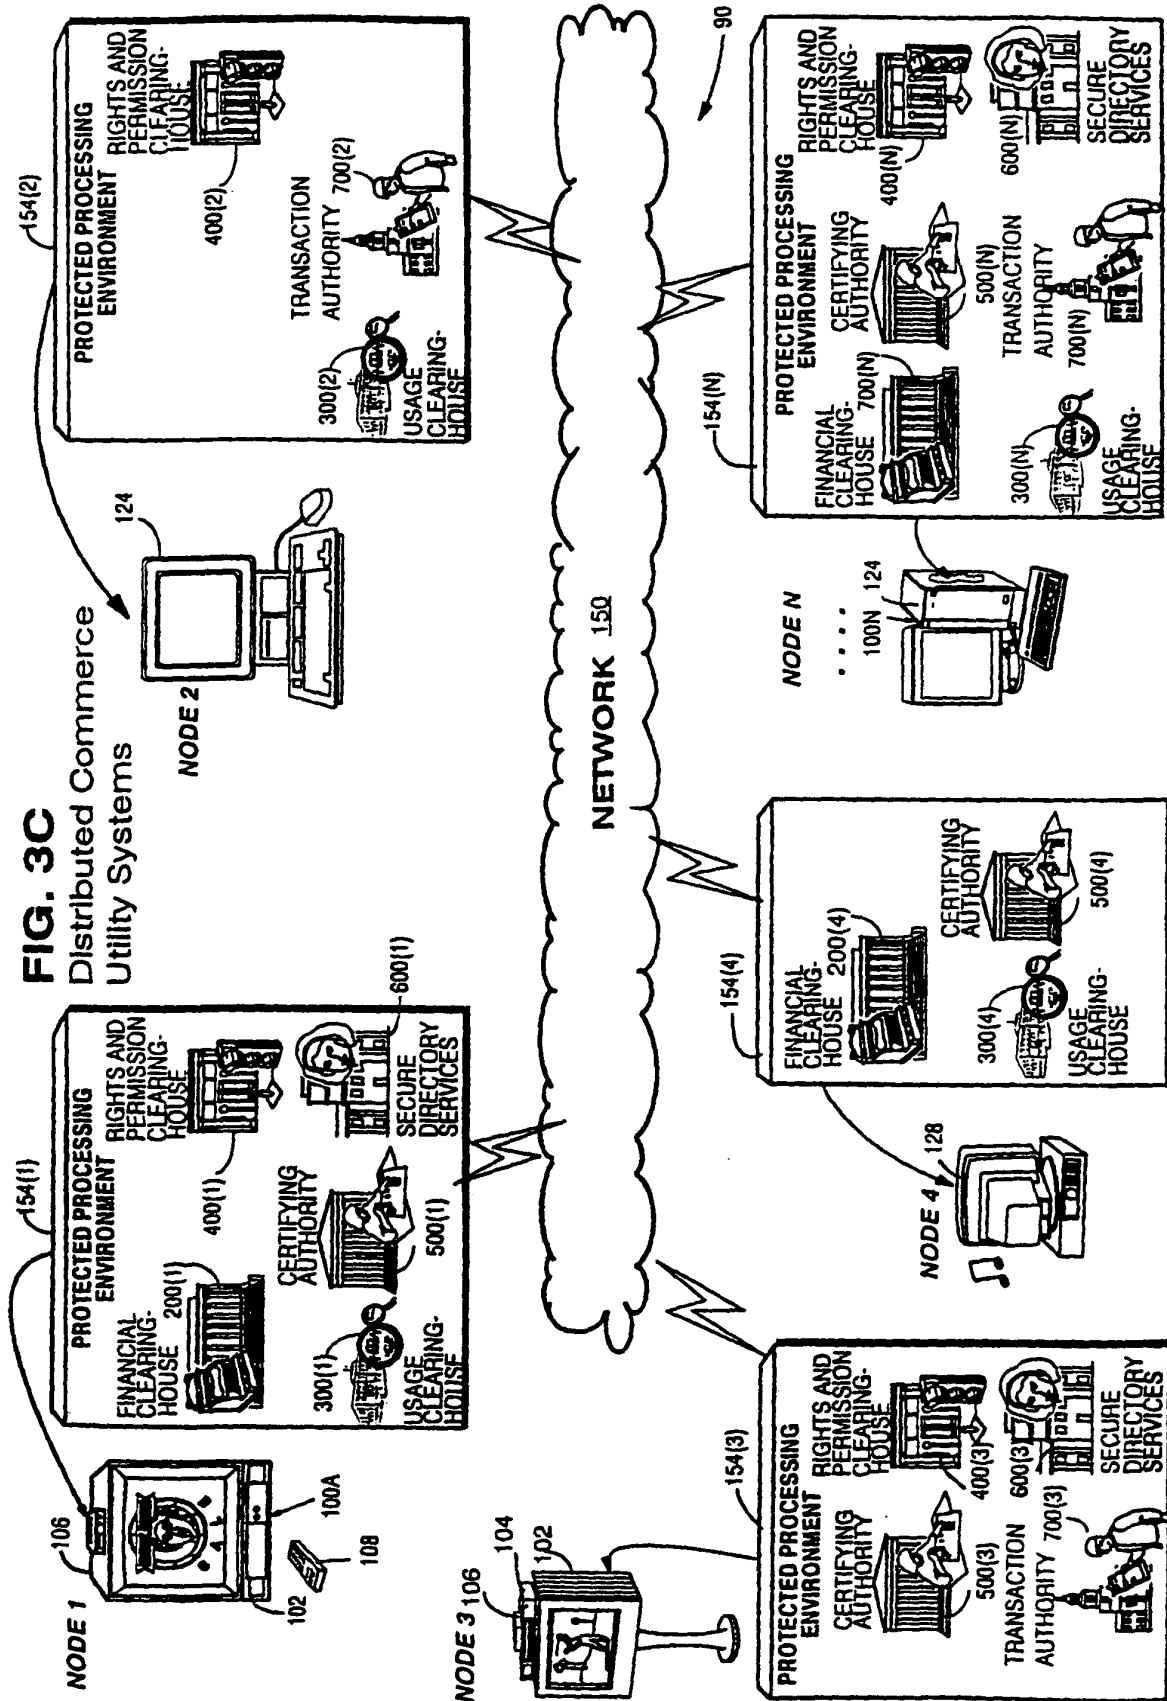 FIG. 3C
Distributed Commerce
Utility Systems
NODE 1
106
102
100A
108
154(1)
PROTECTED PROCESSING
ENVIRONMENT
FINANCIAL
CLEARING-
HOUSE
200(1)
RIGHTS AND
PERMISSION
CLEARING-
HOUSE
400(1)
300(1)
USAGE
CLEARING-
HOUSE
CERTIFYING
AUTHORITY
500(1)
SECURE
DIRECTORY
SERVICES
600(1)
NODE 2
124
154(2)
PROTECTED PROCESSING
ENVIRONMENT
RIGHTS AND
PERMISSION
CLEARING-
HOUSE
400(2)
300(2)
USAGE
CLEARING-
HOUSE
TRANSACTION
AUTHORITY
700(2)
NETWORK 150
90
NODE 3
106
104
102
154(3)
PROTECTED PROCESSING
ENVIRONMENT
CERTIFYING
AUTHORITY
500(3)
RIGHTS AND
PERMISSION
CLEARING-
HOUSE
400(3)
TRANSACTION
AUTHORITY
700(3)
600(3)
SECURE
DIRECTORY
SERVICES
NODE 4
128
154(4)
FINANCIAL
CLEARING-
HOUSE
200(4)
300(4)
USAGE
CLEARING-
HOUSE
CERTIFYING
AUTHORITY
500(4)
NODE N
. . . .
100N
124
154(N)
PROTECTED PROCESSING
ENVIRONMENT
FINANCIAL
CLEARING-
HOUSE
700(N)
CERTIFYING
AUTHORITY
500(N)
RIGHTS AND
PERMISSION
CLEARING-
HOUSE
400(N)
300(N)
USAGE
CLEARING-
HOUSE
TRANSACTION
AUTHORITY
700(N)
600(N)
SECURE
DIRECTORY
SERVICES